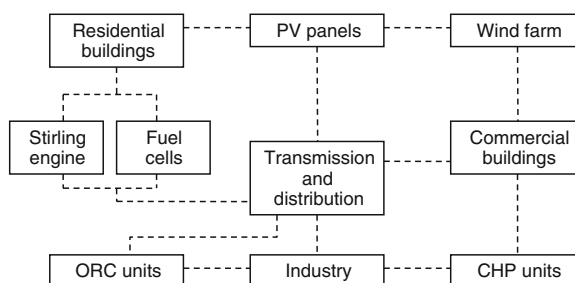 Residential
buildings
PV panels
Wind farm
Stirling
engine
Fuel
cells
Transmission
and
distribution
Commercial
buildings
ORC units
Industry
CHP units